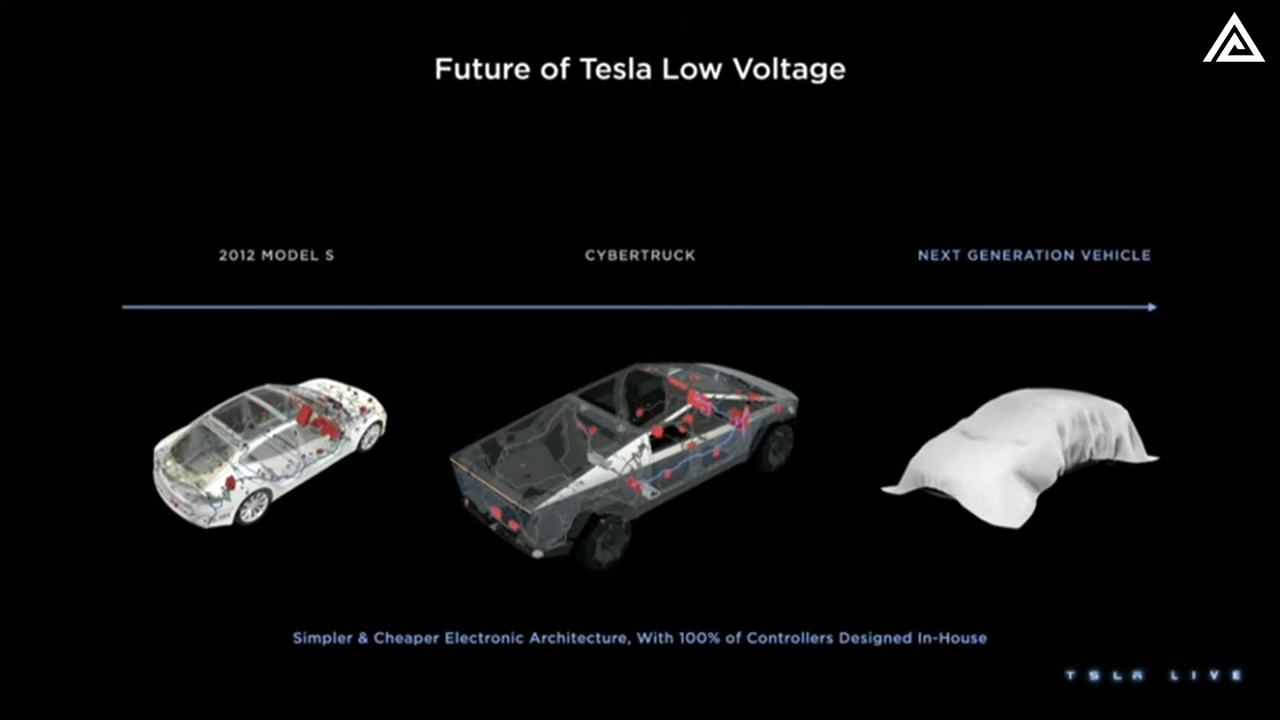 Future of Tesla Low Voltage
2012 MODEL S
CYBERTRUCK
NEXT GENERATION VEHICLE
Simpler & Cheaper Electronic Architecture, With 100% of Controllers Designed In-House
TSLA LIVE